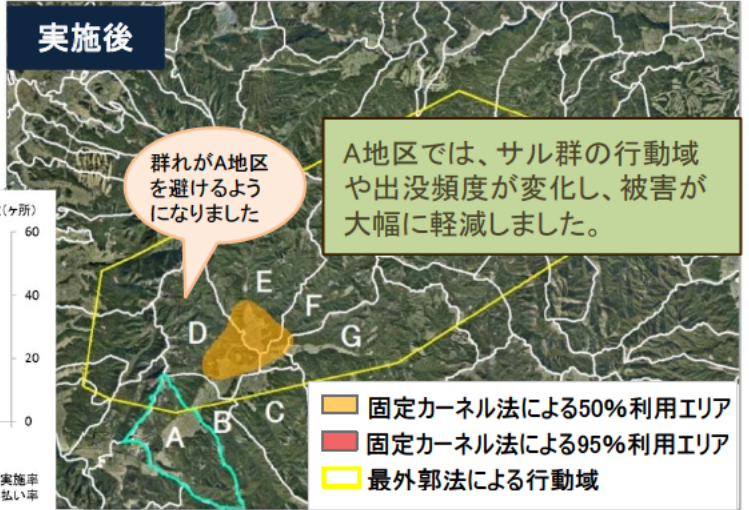 実施後
群れがA地区
を避けるよう
になりました
A地区では、サル群の行動域
や出没頻度が変化し、被害が
大幅に軽減しました。
(ヶ所)
60
40
20
0
実施率
払い率
E
F
D
G
C
B
A
固定カーネル法による50%利用エリア
固定カーネル法による95%利用エリア
最外郭法による行動域